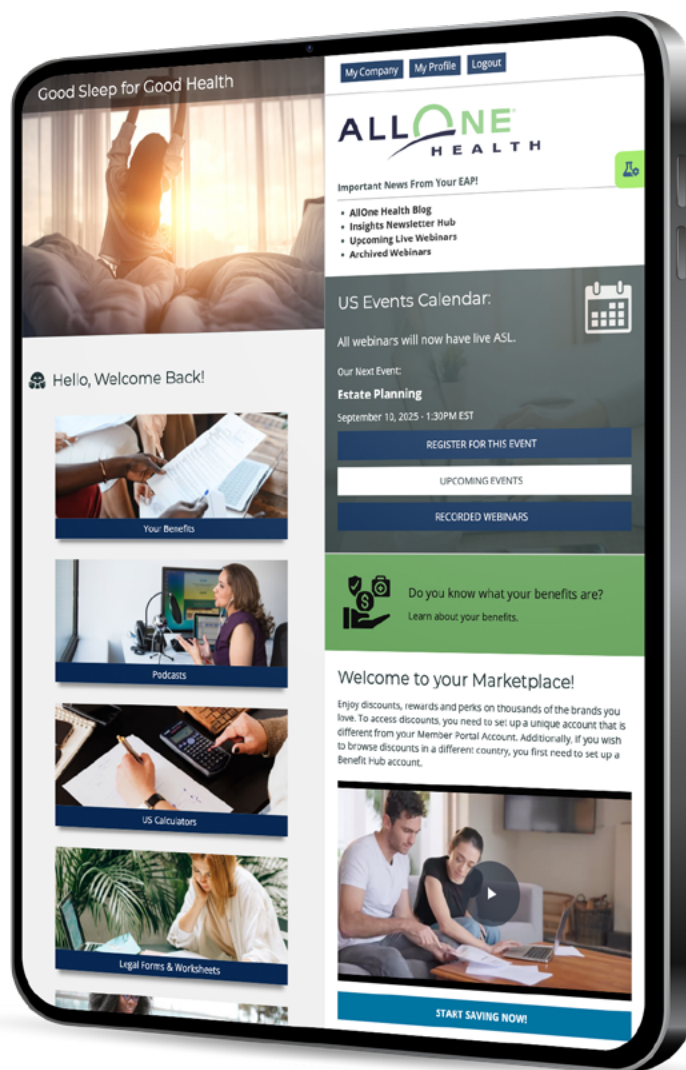 Good Sleep for Good Health
Hello, Welcome Back!
Your Benefits
Podcasts
US Calculators
Legal Forms & Worksheets
My Company
My Profile
Logout
ALLONE
HEALTH
Important News From Your EAP!
• AllOne Health Blog
• Insights Newsletter Hub
• Upcoming Live Webinars
• Archived Webinars
US Events Calendar:
All webinars will now have live ASL.
Our Next Event:
Estate Planning
September 10, 2025 - 1:30PM EST
REGISTER FOR THIS EVENT
UPCOMING EVENTS
RECORDED WEBINARS
Do you know what your benefits are?
Learn about your benefits.
Welcome to your Marketplace!
Enjoy discounts, rewards and perks on thousands of the brands you
love. To access discounts, you need to set up a unique account that is
different from your Member Portal Account. Additionally, if you wish
to browse discounts in a different country, you first need to set up a
Benefit Hub account.
START SAVING NOW!